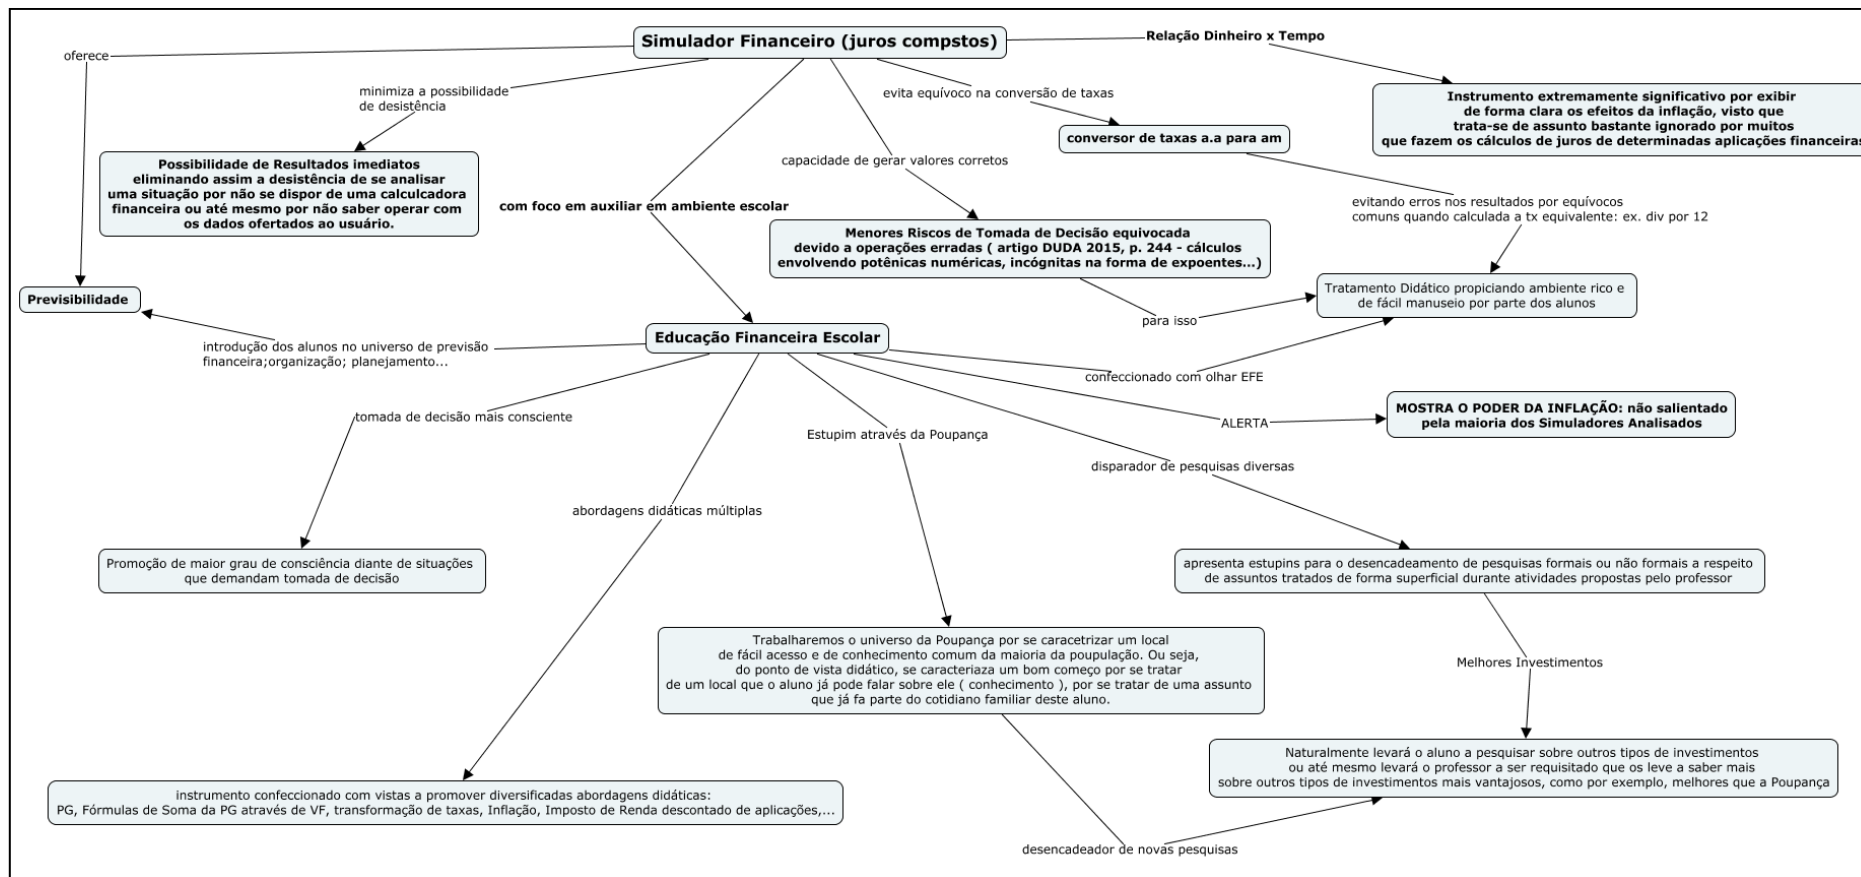 Simulador Financeiro (juros compstos)
Relação Dinheiro x Tempo
oferece
minimiza a possibilidade
de desistência
evita equívoco na conversão de taxas
Instrumento extremamente significativo por exibir
de forma clara os efeitos da inflação, visto que
trata-se de assunto bastante ignorado por muitos
que fazem os cálculos de juros de determinadas aplicações financeiras
conversor de taxas a.a para am
Possibilidade de Resultados imediatos
eliminando assim a desistência de se analisar
uma situação por não se dispor de uma calculcadora
financeira ou até mesmo por não saber operar com
os dados ofertados ao usuário.
capacidade de gerar valores corretos
com foco em auxiliar em ambiente escolar
evitando erros nos resultados por equívocos
comuns quando calculada a tx equivalente: ex. div por 12
Menores Riscos de Tomada de Decisão equivocada
devido a operações erradas ( artigo DUDA 2015, p. 244 - cálculos
envolvendo potênicas numéricas, incógnitas na forma de expoentes...)
Previsibilidade
Tratamento Didático propiciando ambiente rico e
de fácil manuseio por parte dos alunos
para isso
Educação Financeira Escolar
introdução dos alunos no universo de previsão
financeira;organização; planejamento...
confeccionado com olhar EFE
tomada de decisão mais consciente
MOSTRA O PODER DA INFLAÇÃO: não salientado
pela maioria dos Simuladores Analisados
ALERTA
Estupim através da Poupança
disparador de pesquisas diversas
abordagens didáticas múltiplas
Promoção de maior grau de consciência diante de situações
que demandam tomada de decisão
apresenta estupins para o desencadeamento de pesquisas formais ou não formais a respeito
de assuntos tratados de forma superficial durante atividades propostas pelo professor
Trabalharemos o universo da Poupança por se caracetrizar um local
de fácil acesso e de conhecimento comum da maioria da poupulação. Ou seja,
do ponto de vista didático, se caracteriaza um bom começo por se tratar
de um local que o aluno já pode falar sobre ele ( conhecimento ), por se tratar de uma assunto
que já fa parte do cotidiano familiar deste aluno.
Melhores Investimentos
Naturalmente levará o aluno a pesquisar sobre outros tipos de investimentos
ou até mesmo levará o professor a ser requisitado que os leve a saber mais
sobre outros tipos de investimentos mais vantajosos, como por exemplo, melhores que a Poupança
instrumento confeccionado com vistas a promover diversificadas abordagens didáticas:
PG, Fórmulas de Soma da PG através de VF, transformação de taxas, Inflação, Imposto de Renda descontado de aplicações,...
desencadeador de novas pesquisas